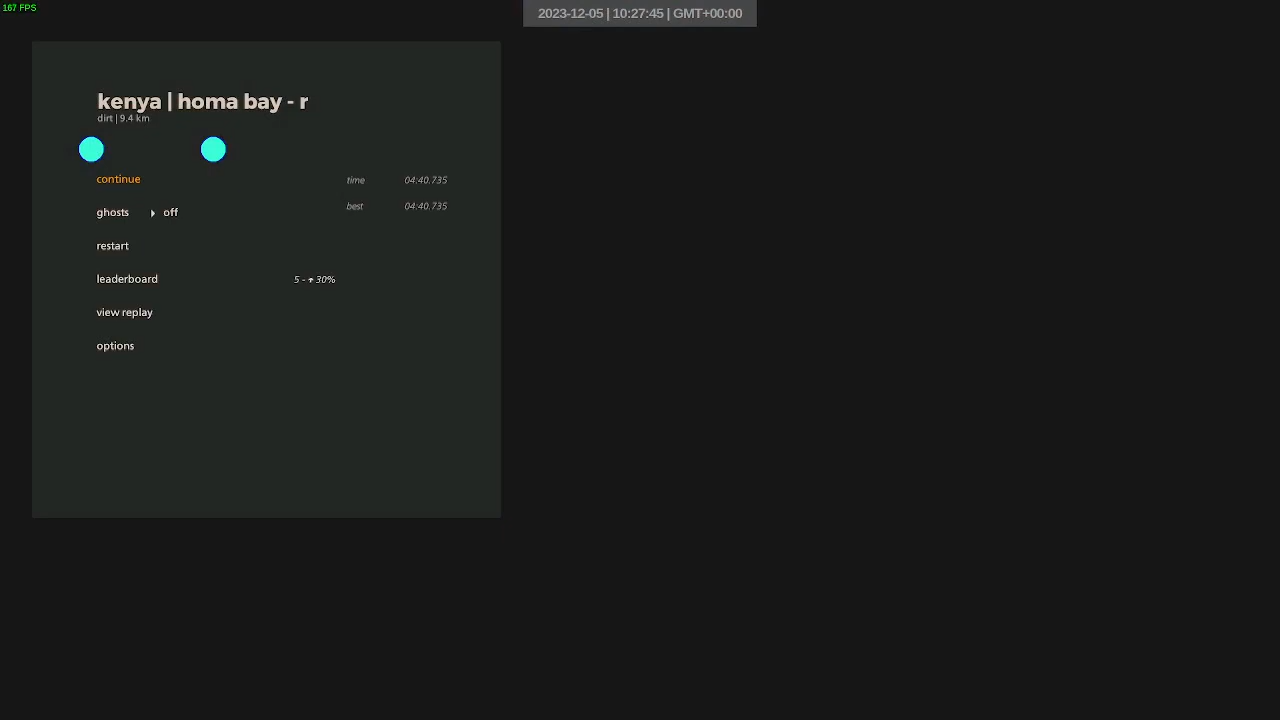 167 FPS
2023-12-05 | 10:27:45 | GMT+00:00
kenya | homa bay - r
dirt | 9.4 km
continue
time 04:40.735
ghosts off
best 04:40.735
restart
leaderboard 5 - ↑ 30%
view replay
options